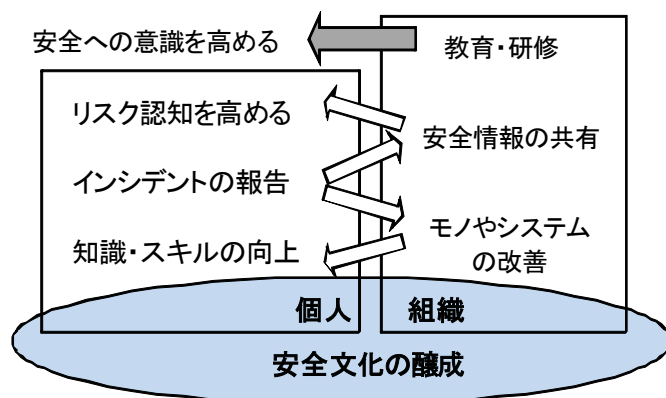 安全への意識を高める
教育・研修
リスク認知を高める
安全情報の共有
インシデントの報告
知識・スキルの向上
モノやシステム
の改善
個人
組織
安全文化の醸成